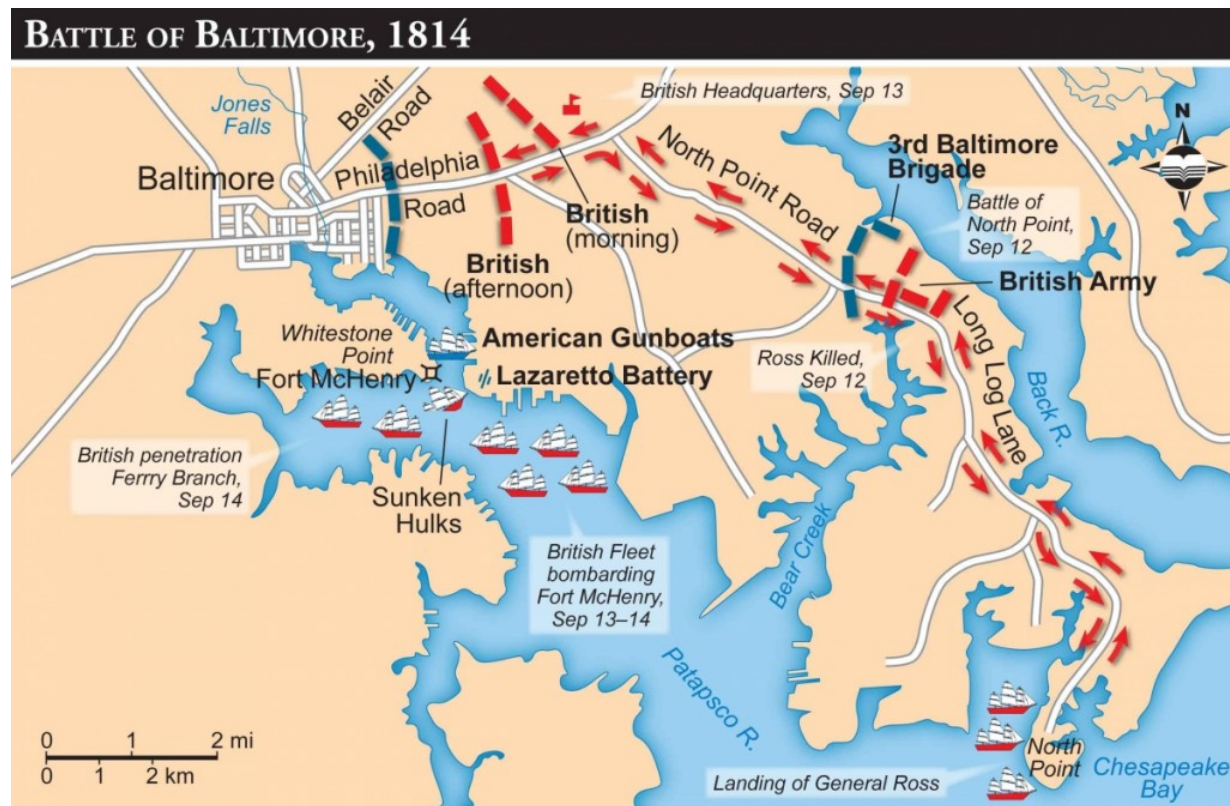 BATTLE OF BALTIMORE, 1814
British Headquarters, Sep 13
Jones
Falls
Belair
Road
N
Baltimore
Philadelphia
Road
North Point Road
3rd Baltimore
Brigade
Battle of
North Point,
Sep 12
British
(morning)
British
(afternoon)
British Army
Whitestone
Point
American Gunboats
Fort McHenry
Lazaretto Battery
Ross Killed,
Sep 12
Long Log Lane
Back R.
British penetration
Ferrry Branch,
Sep 14
Sunken
Hulks
British Fleet
bombarding
Fort McHenry,
Sep 13–14
Bear Creek
Patapsco R.
0 1 2 mi
0 1 2 km
Landing of General Ross
North
Point
Chesapeake
Bay